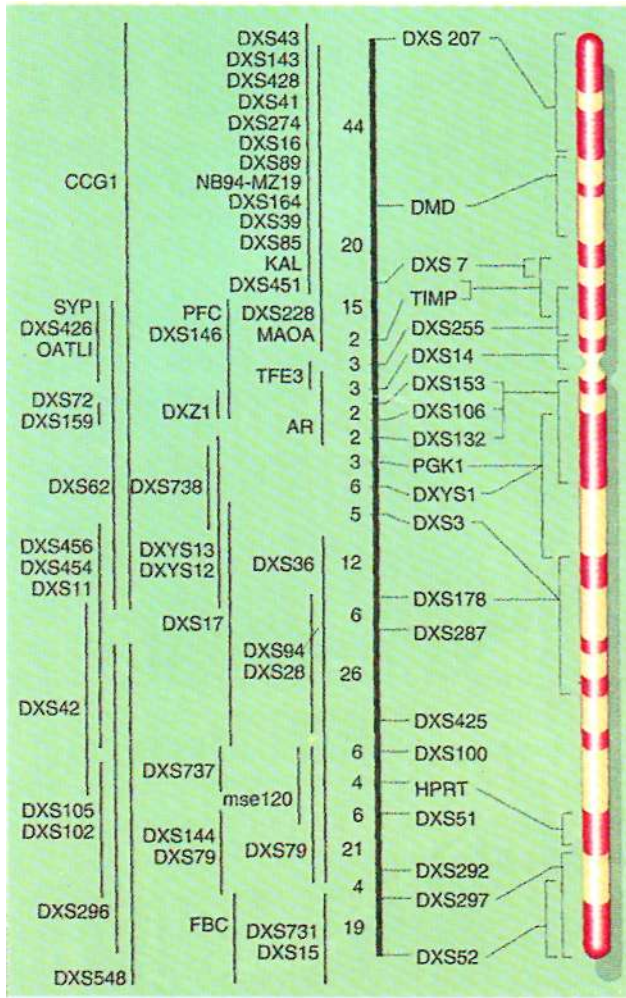 CCG1
SYP
DXS426
OATLI
DXS72
DXS159
DXS62
DXS456
DXS454
DXS11
DXS42
DXS105
DXS102
DXS296
DXS548
PFC
DXS146
DXZ1
DXS738
DXYS13
DXYS12
DXS17
DXS737
DXS144
DXS79
FBC
DXS43
DXS143
DXS428
DXS41
DXS274
DXS16
DXS89
NB94-MZ19
DXS164
DXS39
DXS85
KAL
DXS451
DXS228
MAOA
TFE3
AR
DXS36
DXS94
DXS28
mse120
DXS79
DXS731
DXS15
44
20
15
2
3
3
2
2
3
6
5
12
6
26
6
4
6
21
4
19
DXS 207
DMD
DXS 7
TIMP
DXS255
DXS14
DXS153
DXS106
DXS132
PGK1
DXYS1
DXS3
DXS178
DXS287
DXS425
DXS100
HPRT
DXS51
DXS292
DXS297
DXS52